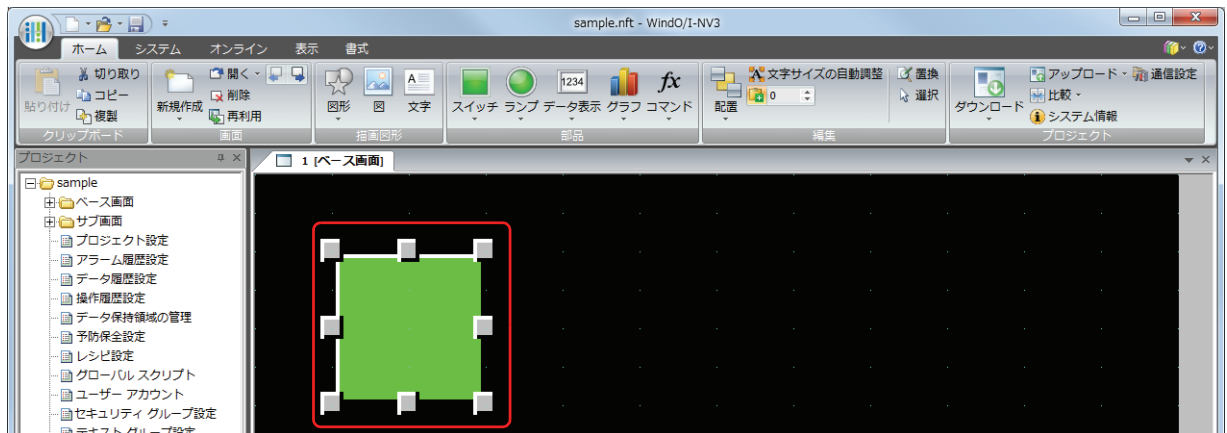 sample.nft - WindO/I-NV3
ホーム システム オンライン 表示 書式
貼り付け
切り取り
コピー
複製
クリップボード
新規作成
開く
削除
再利用
画面
図形
図
A
文字
描画図形
スイッチ
ランプ
1234
データ表示
グラフ
fx
コマンド
部品
配置
文字サイズの自動調整
0
置換
選択
編集
ダウンロード
アップロード
比較
システム情報
通信設定
プロジェクト
プロジェクト
1 [ベース画面]
sample
ベース画面
サブ画面
プロジェクト設定
アラーム履歴設定
データ履歴設定
操作履歴設定
データ保持領域の管理
予防保全設定
レシピ設定
グローバル スクリプト
ユーザー アカウント
セキュリティ グループ設定
テキスト グループ設定